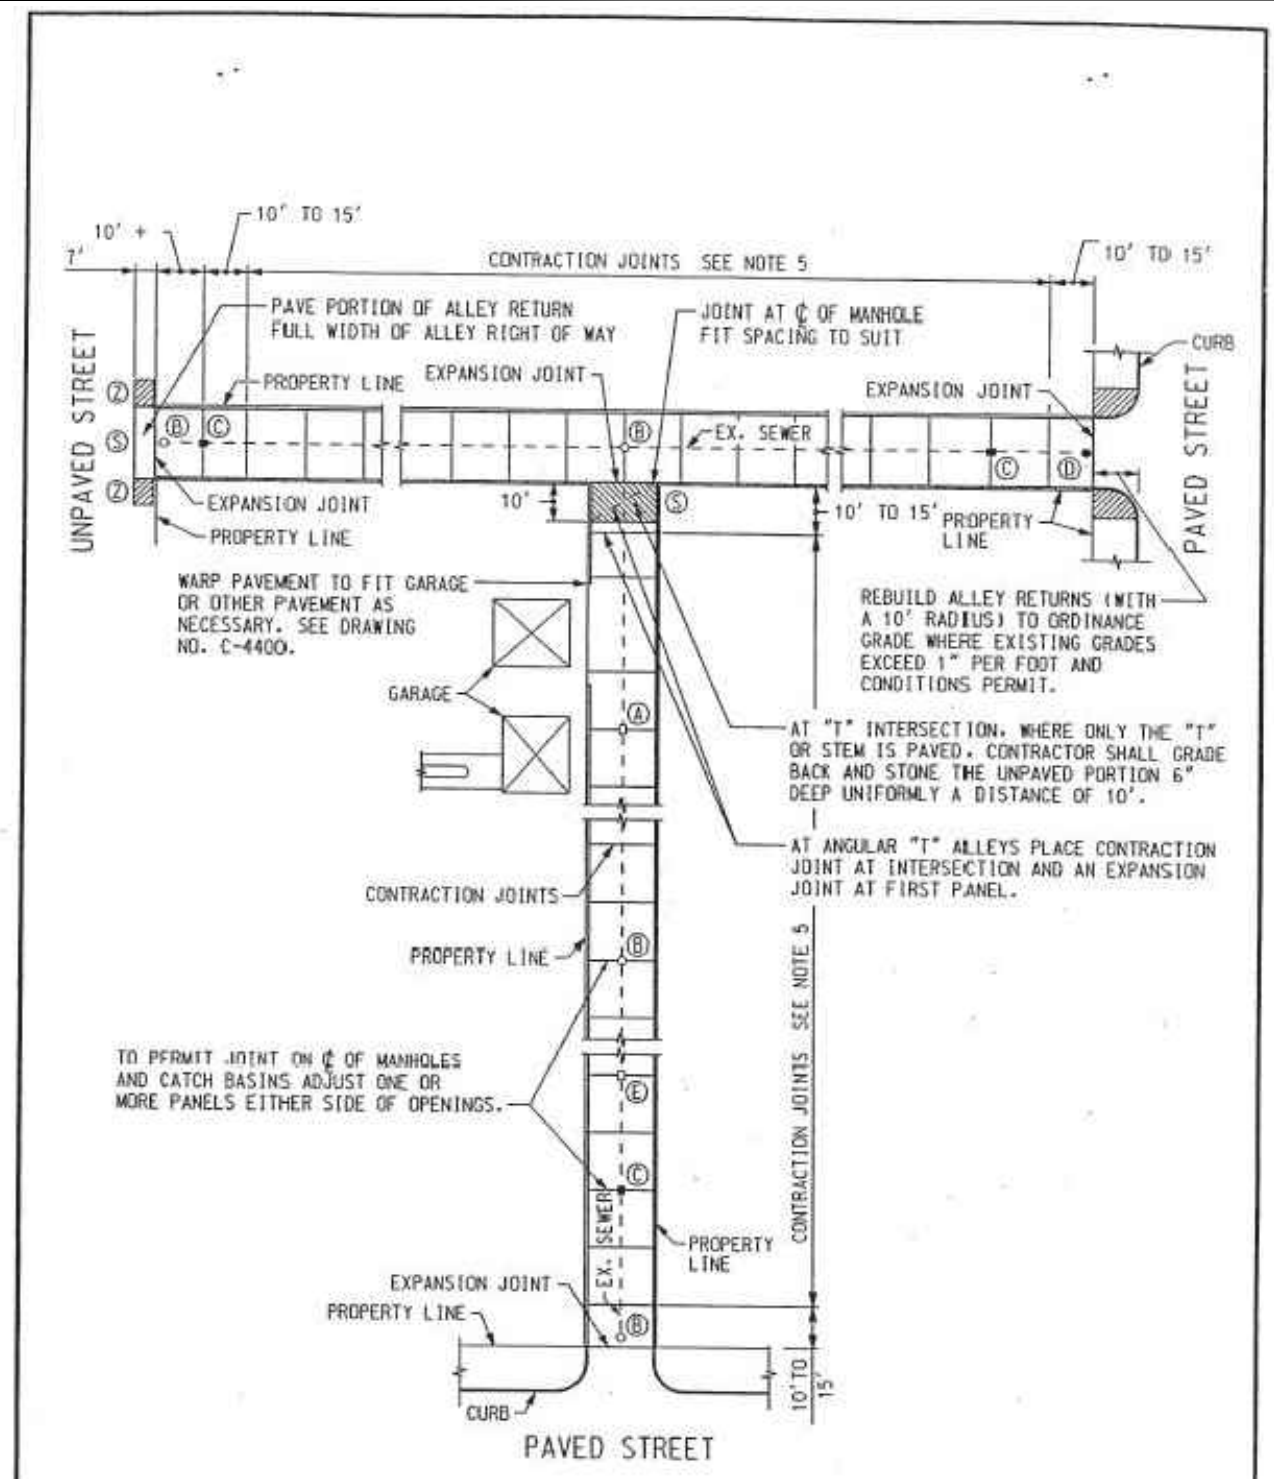 10' TO 15'
10' +
7'
CONTRACTION JOINTS SEE NOTE 5
10' TO 15'
PAVE PORTION OF ALLEY RETURN
FULL WIDTH OF ALLEY RIGHT OF WAY
JOINT AT ℄ OF MANHOLE
FIT SPACING TO SUIT
CURB
UNPAVED STREET
PROPERTY LINE
EXPANSION JOINT
EXPANSION JOINT
PAVED STREET
Z
S
Z
B
C
B
EX. SEWER
C
D
EXPANSION JOINT
PROPERTY LINE
10'
S
10' TO 15'
PROPERTY
LINE
WARP PAVEMENT TO FIT GARAGE
OR OTHER PAVEMENT AS
NECESSARY. SEE DRAWING
NO. C-4400.
REBUILD ALLEY RETURNS (WITH
A 10' RADIUS) TO ORDINANCE
GRADE WHERE EXISTING GRADES
EXCEED 1" PER FOOT AND
CONDITIONS PERMIT.
GARAGE
A
AT "T" INTERSECTION. WHERE ONLY THE "T"
OR STEM IS PAVED. CONTRACTOR SHALL GRADE
BACK AND STONE THE UNPAVED PORTION 6"
DEEP UNIFORMLY A DISTANCE OF 10'.
AT ANGULAR "T" ALLEYS PLACE CONTRACTION
JOINT AT INTERSECTION AND AN EXPANSION
JOINT AT FIRST PANEL.
CONTRACTION JOINTS
PROPERTY LINE
B
CONTRACTION JOINTS SEE NOTE 5
TO PERMIT JOINT ON ℄ OF MANHOLES
AND CATCH BASINS ADJUST ONE OR
MORE PANELS EITHER SIDE OF OPENINGS.
E
C
EX. SEWER
PROPERTY
LINE
EXPANSION JOINT
PROPERTY LINE
B
10' TO
15'
CURB
PAVED STREET